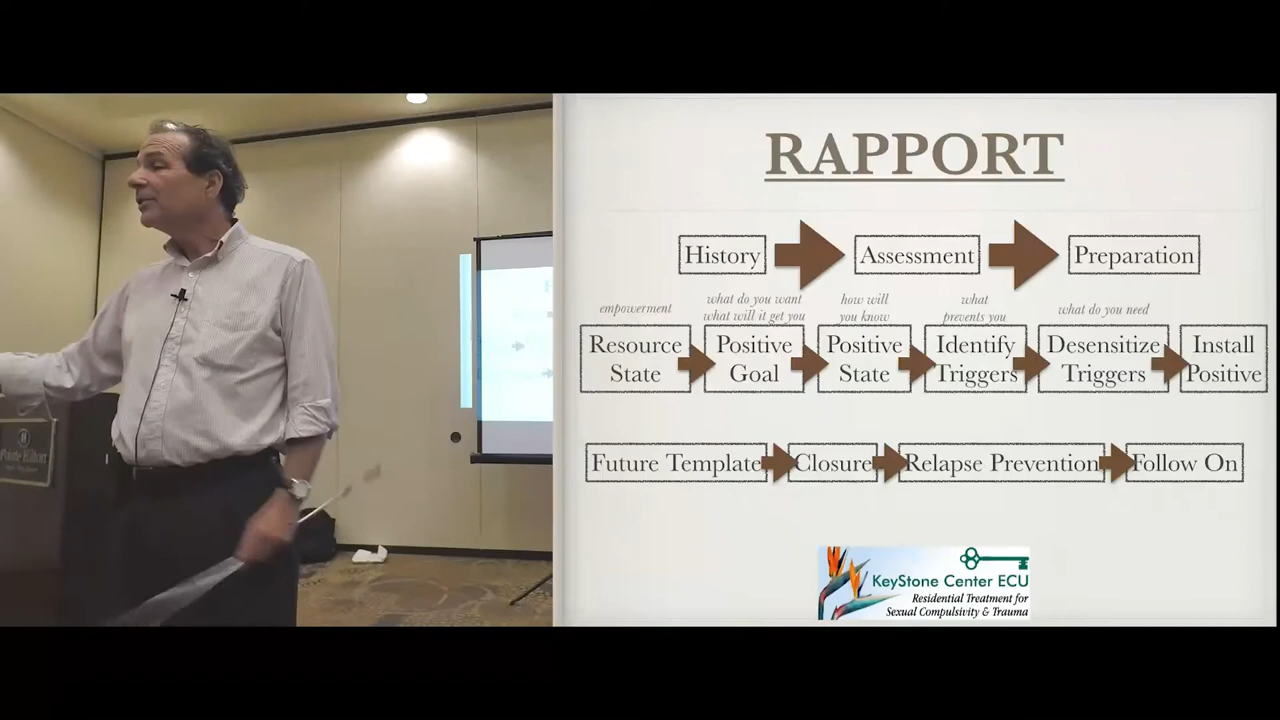 RAPPORT
History
Assessment
Preparation
empowerment
what do you want
what will it get you
how will
you know
what
prevents you
what do you need
Resource
State
Positive
Goal
Positive
State
Identify
Triggers
Desensitize
Triggers
Install
Positive
Future Template
Closure
Relapse Prevention
Follow On
KeyStone Center ECU
Residential Treatment for
Sexual Compulsivity & Trauma
Pointe Hilton